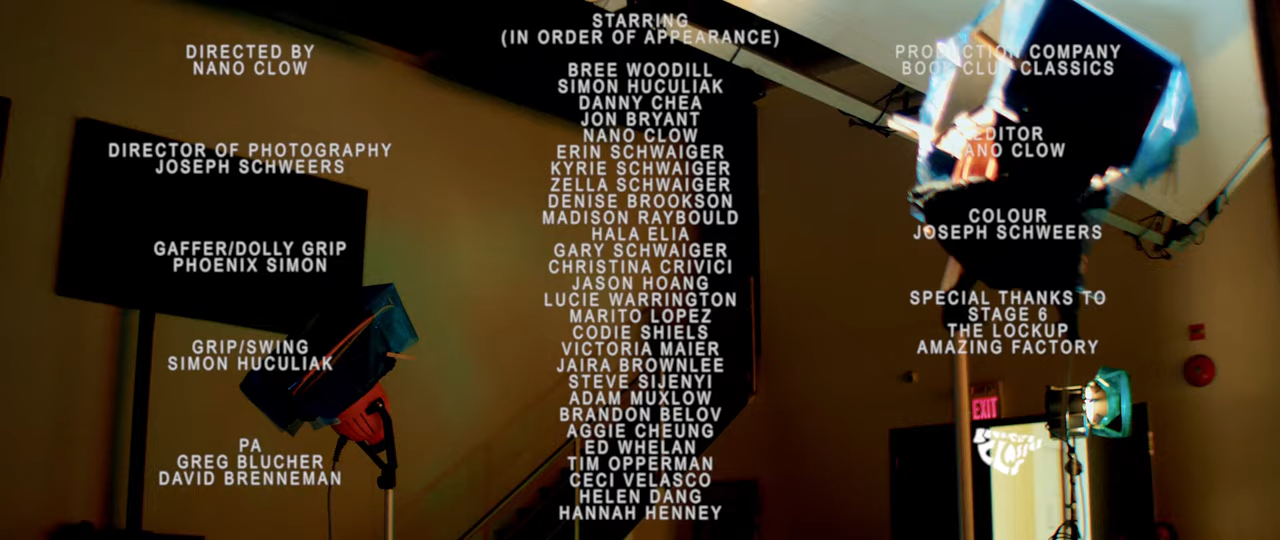 DIRECTED BY
NANO CLOW
DIRECTOR OF PHOTOGRAPHY
JOSEPH SCHWEERS
GAFFER/DOLLY GRIP
PHOENIX SIMON
GRIP/SWING
SIMON HUCULIAK
PA
GREG BLUCHER
DAVID BRENNEMAN
STARRING
(IN ORDER OF APPEARANCE)
BREE WOODILL
SIMON HUCULIAK
DANNY CHEA
JON BRYANT
NANO CLOW
ERIN SCHWAIGER
KYRIE SCHWAIGER
ZELLA SCHWAIGER
DENISE BROOKSON
MADISON RAYBOULD
HALA ELIA
GARY SCHWAIGER
CHRISTINA CRIVICI
JASON HOANG
LUCIE WARRINGTON
MARITO LOPEZ
CODIE SHIELS
VICTORIA MAIER
JAIRA BROWNLEE
STEVE SIJENYI
ADAM MUXLOW
BRANDON BELOV
AGGIE CHEUNG
ED WHELAN
TIM OPPERMAN
CECI VELASCO
HELEN DANG
HANNAH HENNEY
PRODUCTION COMPANY
BOOK CLUB CLASSICS
EDITOR
NANO CLOW
COLOUR
JOSEPH SCHWEERS
SPECIAL THANKS TO
STAGE 6
THE LOCKUP
AMAZING FACTORY
EXIT